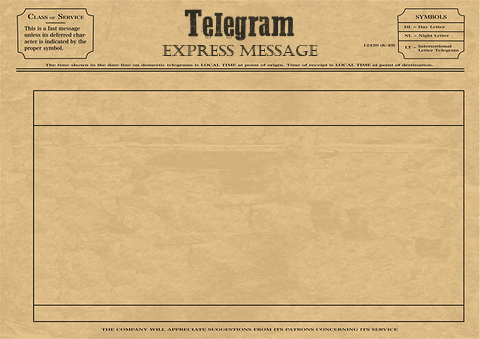 CLASS OF SERVICE
This is a fast message
unless its deferred char-
acter is indicated by the
proper symbol.
Telegram
EXPRESS MESSAGE
12420 (6-49)
SYMBOLS
DL – Day Letter
NL – Night Letter
LT – International
Letter Telegram
The time shown in the date line on domestic telegrams is LOCAL TIME at point of origin. Time of receipt is LOCAL TIME at point of destination.
THE COMPANY WILL APPRECIATE SUGGESTIONS FROM ITS PATRONS CONCERNING ITS SERVICE